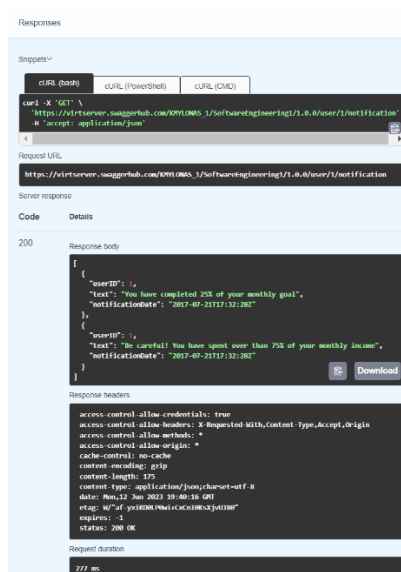 Responses
Snippets
cURL (bash) cURL (PowerShell) cURL (CMD)
curl -X 'GET' \
'https://virtserver.swaggerhub.com/KMYLONAS_1/SoftwareEngineering1/1.0.0/user/1/notification' \
-H 'accept: application/json'
Request URL
https://virtserver.swaggerhub.com/KMYLONAS_1/SoftwareEngineering1/1.0.0/user/1/notification
Server response
Code Details
200 Response body
[
{
"userID": 1,
"text": "You have completed 25% of your monthly goal",
"notificationDate": "2017-07-21T17:32:28Z"
},
{
"userID": 1,
"text": "Be careful! You have spent over than 75% of your monthly income",
"notificationDate": "2017-07-21T17:32:28Z"
}
]
Download
Response headers
access-control-allow-credentials: true
access-control-allow-headers: X-Requested-With,Content-Type,Accept,Origin
access-control-allow-methods: *
access-control-allow-origin: *
cache-control: no-cache
content-encoding: gzip
content-length: 175
content-type: application/json;charset=utf-8
date: Mon,12 Jun 2023 19:40:16 GMT
etag:
expires: -1
status: 200 OK
Request duration
277 ms